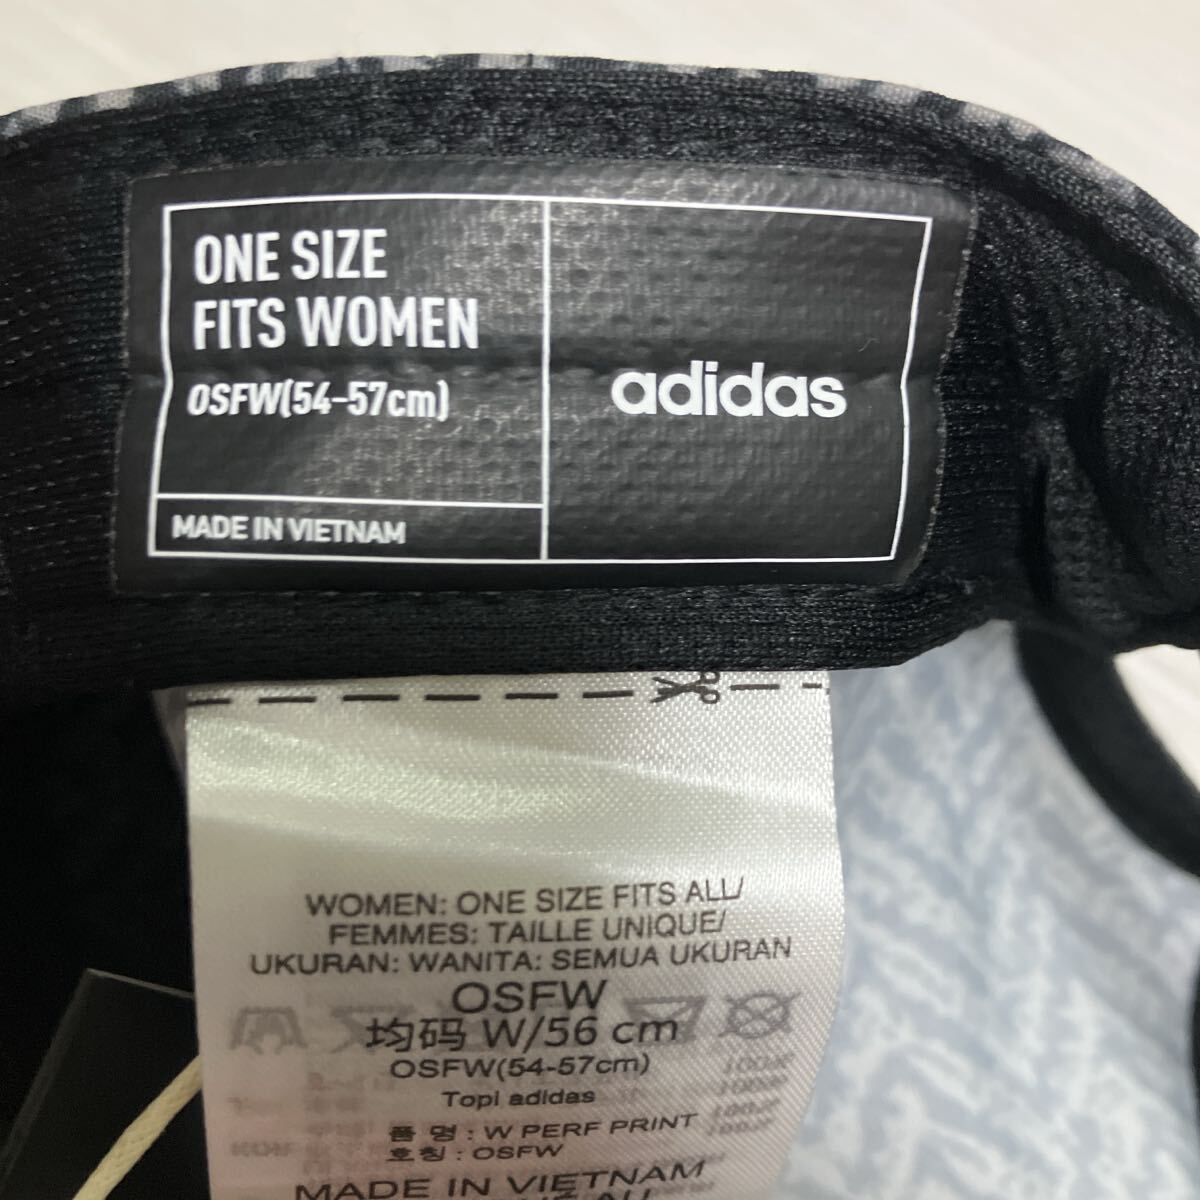 ONE SIZE
FITS WOMEN
OSFW(54-57cm)
MADE IN VIETNAM
adidas
WOMEN: ONE SIZE FITS ALL/
FEMMES: TAILLE UNIQUE/
UKURAN: WANITA: SEMUA UKURAN
OSFW
均码 W/56 cm
OSFW(54-57cm)
Topi adidas
품 명 : W PERF PRINT
호칭 : OSFW
MADE IN VIETNAM